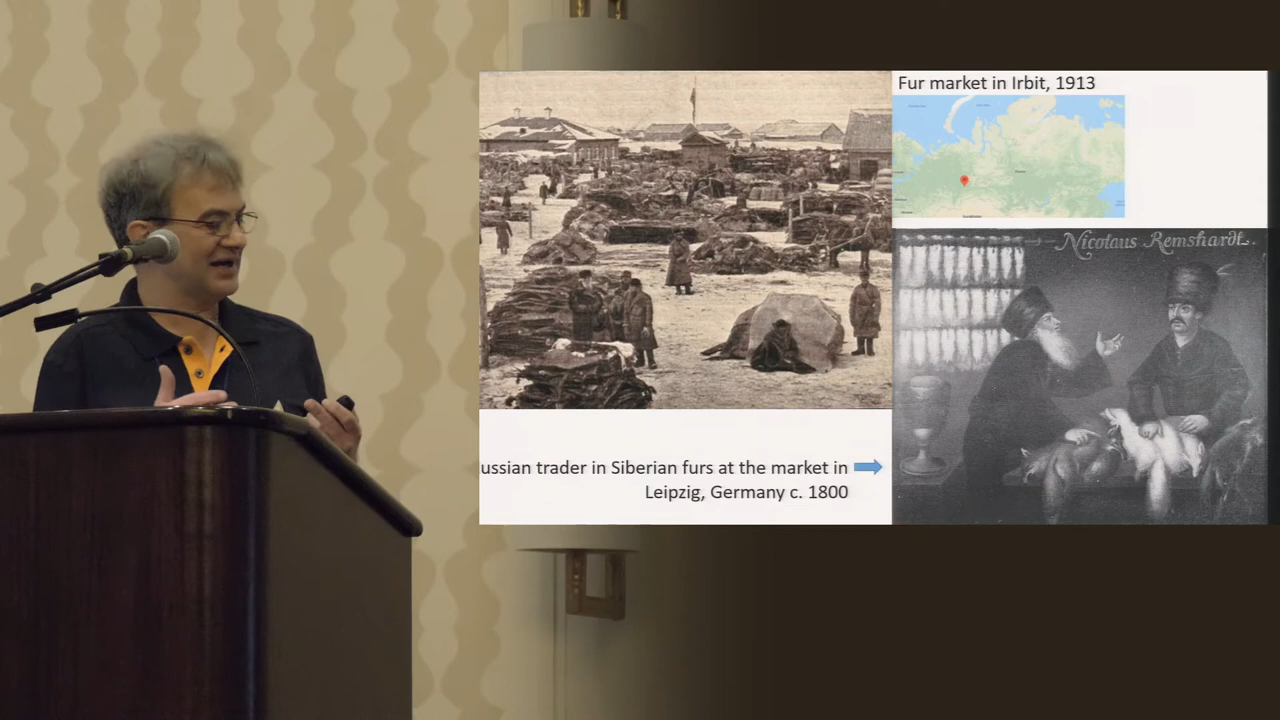 Fur market in Irbit, 1913
Nicolaus Remshardt.
ussian trader in Siberian furs at the market in
Leipzig, Germany c. 1800